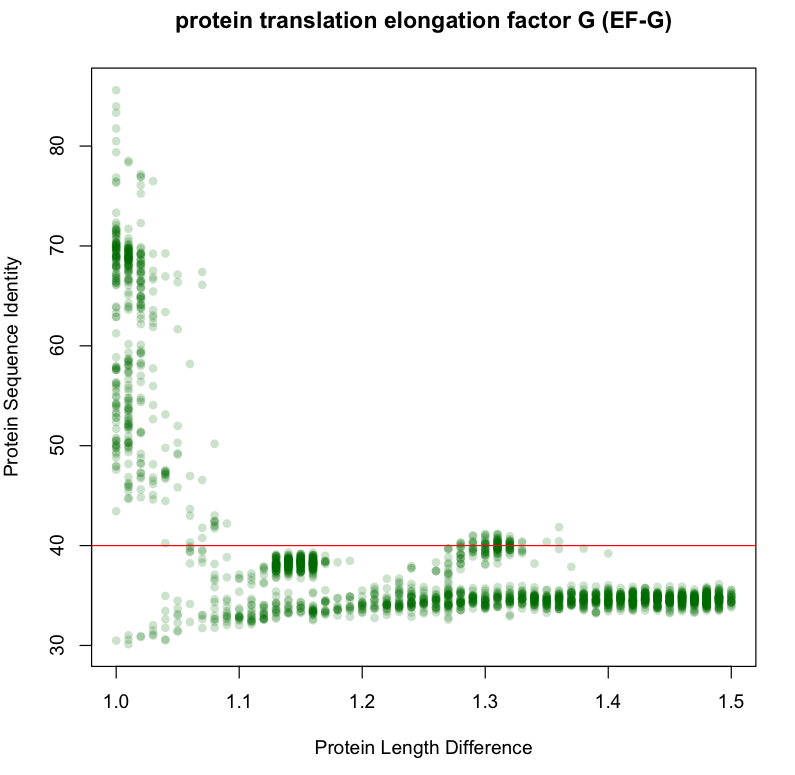 protein translation elongation factor G (EF-G)
Protein Sequence Identity
80
70
60
50
40
30
1.0 1.1 1.2 1.3 1.4 1.5
Protein Length Difference